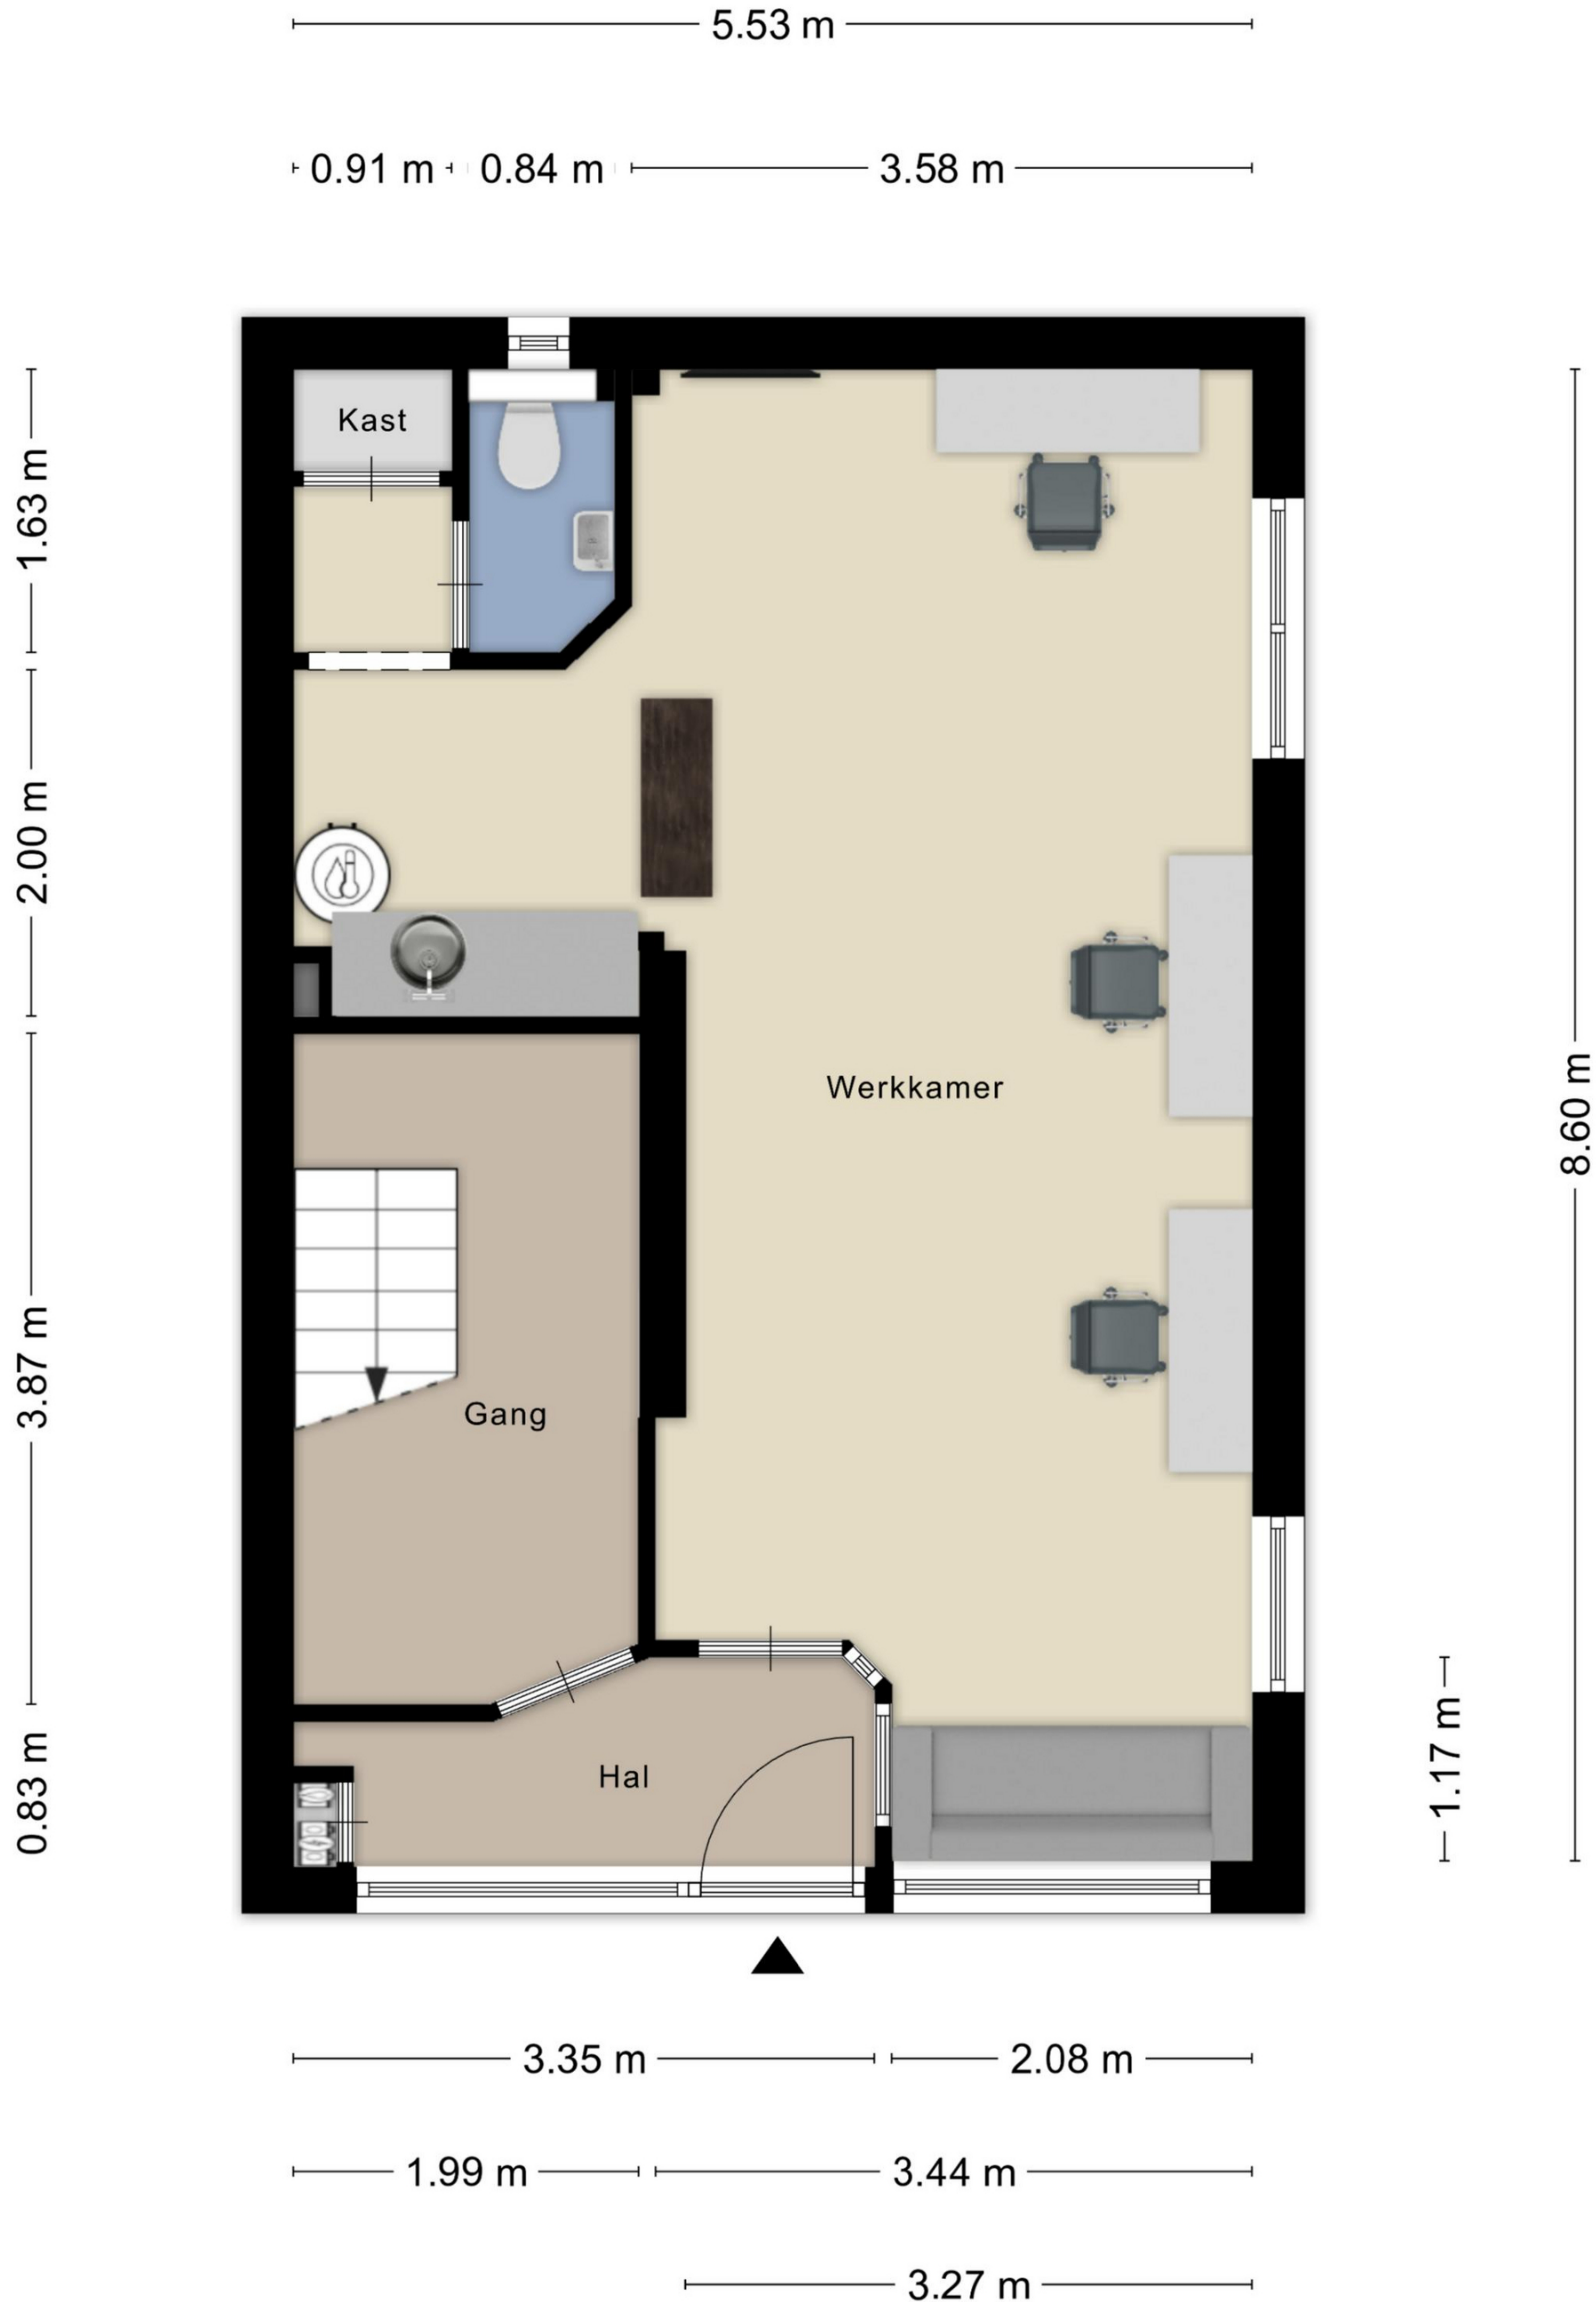 5.53 m
0.91 m
0.84 m
3.58 m
Kast
1.63 m
2.00 m
Werkkamer
8.60 m
3.87 m
Gang
1.17 m
Hal
0.83 m
3.35 m
2.08 m
1.99 m
3.44 m
3.27 m